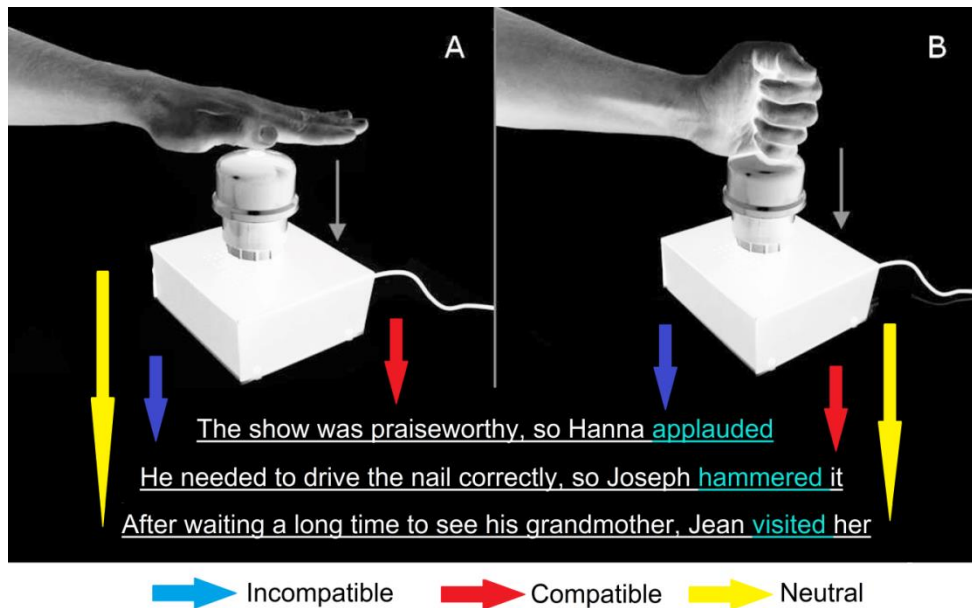 A
B
The show was praiseworthy, so Hanna applauded
He needed to drive the nail correctly, so Joseph hammered it
After waiting a long time to see his grandmother, Jean visited her
Incompatible
Compatible
Neutral